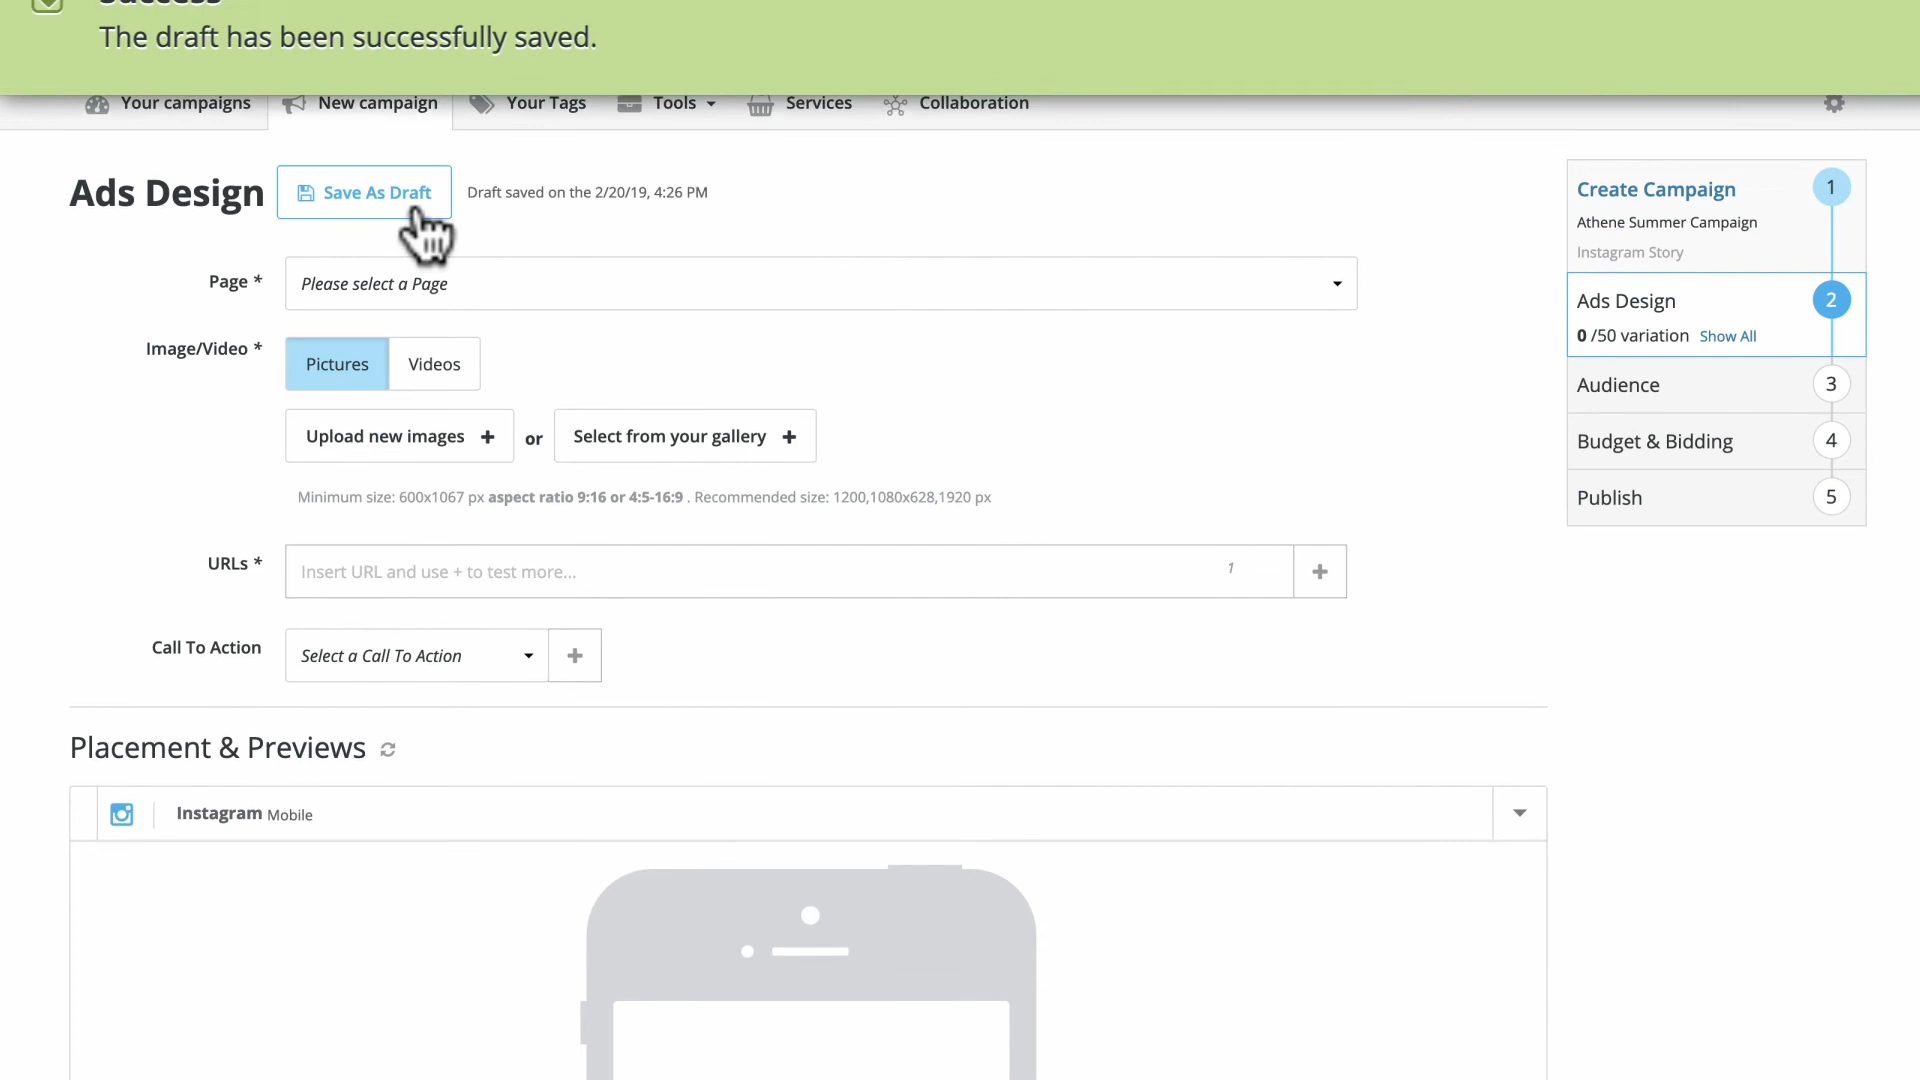 Success
The draft has been successfully saved.
Your campaigns New campaign Your Tags Tools Services Collaboration
Ads Design Save As Draft Draft saved on the 2/20/19, 4:26 PM
Page * Please select a Page
Image/Video * Pictures Videos
Upload new images + or Select from your gallery +
Minimum size: 600x1067 px aspect ratio 9:16 or 4:5-16:9 . Recommended size: 1200,1080x628,1920 px
URLs * Insert URL and use + to test more... 1 +
Call To Action Select a Call To Action +
Placement & Previews
Instagram Mobile
Create Campaign 1
Athene Summer Campaign
Instagram Story
Ads Design 2
0 /50 variation Show All
Audience 3
Budget & Bidding 4
Publish 5